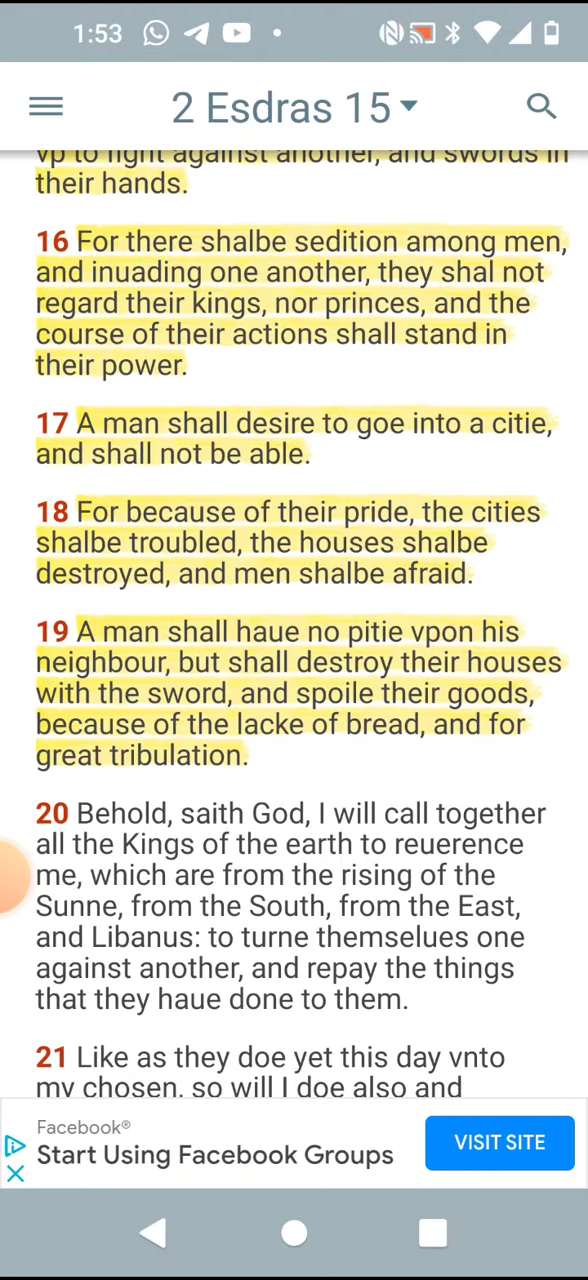 1:53
2 Esdras 15
vp to fight against another, and swords in
their hands.
16 For there shalbe sedition among men,
and inuading one another, they shal not
regard their kings, nor princes, and the
course of their actions shall stand in
their power.
17 A man shall desire to goe into a citie,
and shall not be able.
18 For because of their pride, the cities
shalbe troubled, the houses shalbe
destroyed, and men shalbe afraid.
19 A man shall haue no pitie vpon his
neighbour, but shall destroy their houses
with the sword, and spoile their goods,
because of the lacke of bread, and for
great tribulation.
20 Behold, saith God, I will call together
all the Kings of the earth to reuerence
me, which are from the rising of the
Sunne, from the South, from the East,
and Libanus: to turne themselues one
against another, and repay the things
that they haue done to them.
21 Like as they doe yet this day vnto
my chosen, so will I doe also and
Facebook®
Start Using Facebook Groups
VISIT SITE